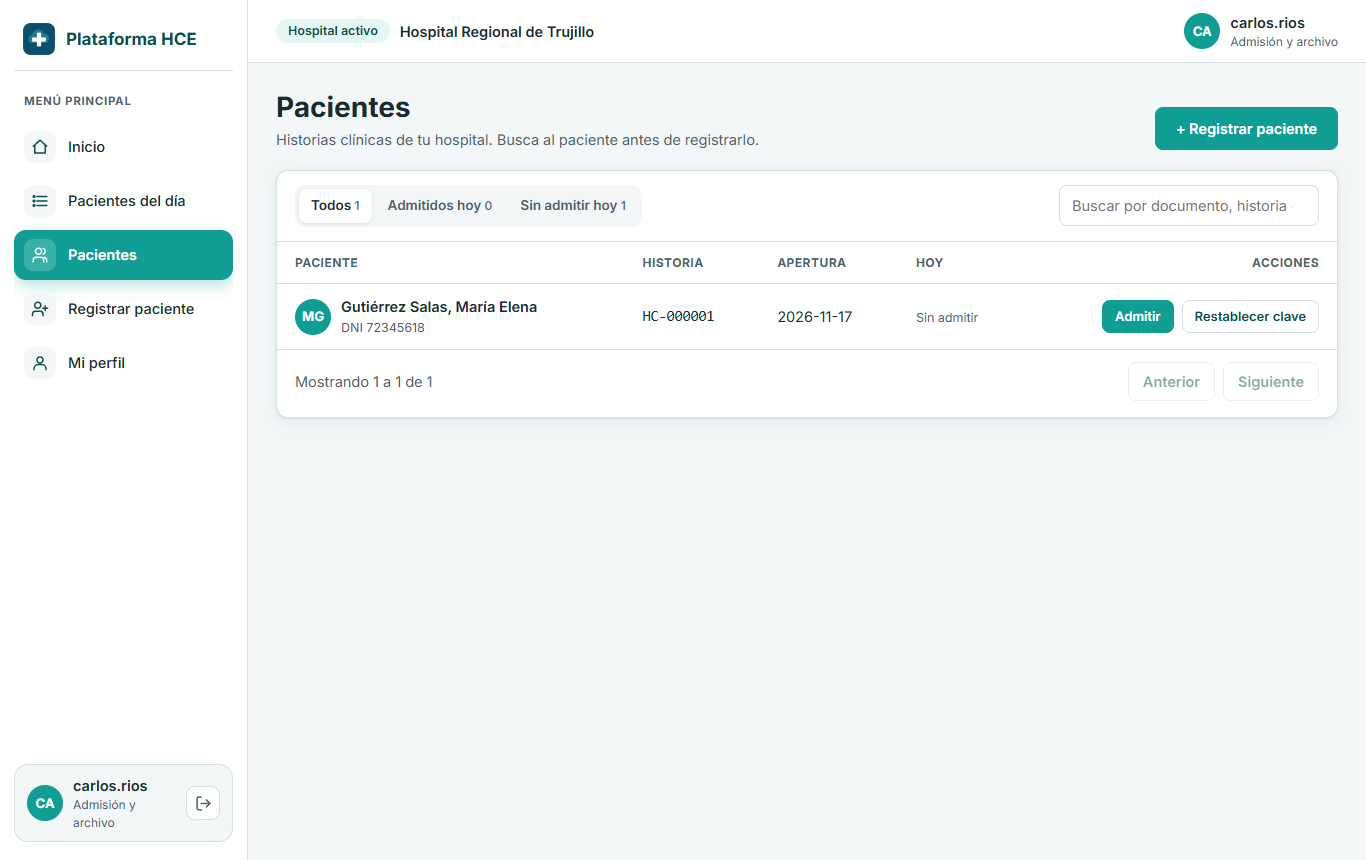 Plataforma HCE
MENÚ PRINCIPAL
Inicio
Pacientes del día
Pacientes
Registrar paciente
Mi perfil
CA
carlos.rios
Admisión y
archivo
Hospital activo
Hospital Regional de Trujillo
CA
carlos.rios
Admisión y archivo
Pacientes
Historias clínicas de tu hospital. Busca al paciente antes de registrarlo.
+ Registrar paciente
Todos 1
Admitidos hoy 0
Sin admitir hoy 1
Buscar por documento, historia
PACIENTE
HISTORIA
APERTURA
HOY
ACCIONES
MG
Gutiérrez Salas, María Elena
DNI 72345618
HC-000001
2026-11-17
Sin admitir
Admitir
Restablecer clave
Mostrando 1 a 1 de 1
Anterior
Siguiente